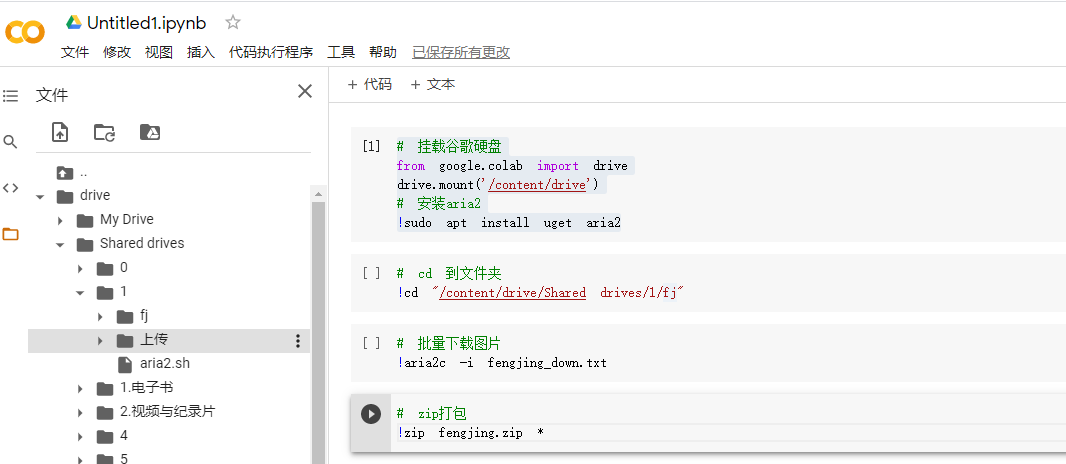 Untitled1.ipynb
文件 修改 视图 插入 代码执行程序 工具 帮助 已保存所有更改
文件
+ 代码 + 文本
..
drive
My Drive
Shared drives
0
1
fj
上传
aria2.sh
1.电子书
2.视频与纪录片
4
5
[1] # 挂载谷歌硬盘
from google.colab import drive
drive.mount('/content/drive')
# 安装aria2
!sudo apt install uget aria2
[ ] # cd 到文件夹
!cd "/content/drive/Shared drives/1/fj"
[ ] # 批量下载图片
!aria2c -i fengjing_down.txt
# zip打包
!zip fengjing.zip *